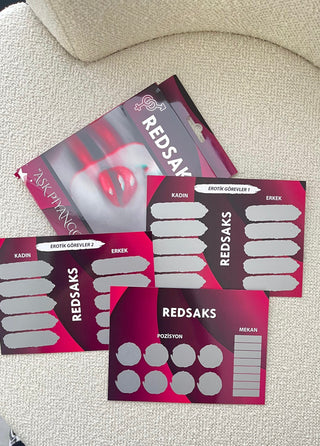 REDSAKS
AŞK PİYANGO
EROTİK GÖREVLER 1
KADIN
ERKEK
REDSAKS
EROTİK GÖREVLER 2
KADIN
ERKEK
REDSAKS
REDSAKS
POZİSYON
MEKAN